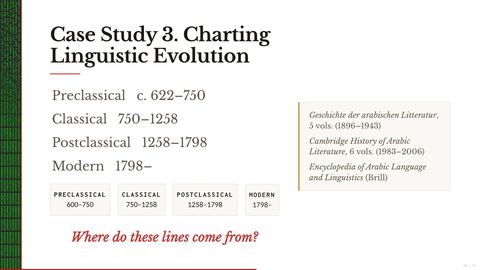 Case Study 3. Charting
Linguistic Evolution
Preclassical c. 622–750
Classical 750–1258
Postclassical 1258–1798
Modern 1798–
PRECLASSICAL
600–750
CLASSICAL
750–1258
POSTCLASSICAL
1258–1798
MODERN
1798–
Where do these lines come from?
Geschichte der arabischen Litteratur,
5 vols. (1896–1943)
Cambridge History of Arabic
Literature, 6 vols. (1983–2006)
Encyclopedia of Arabic Language
and Linguistics (Brill)